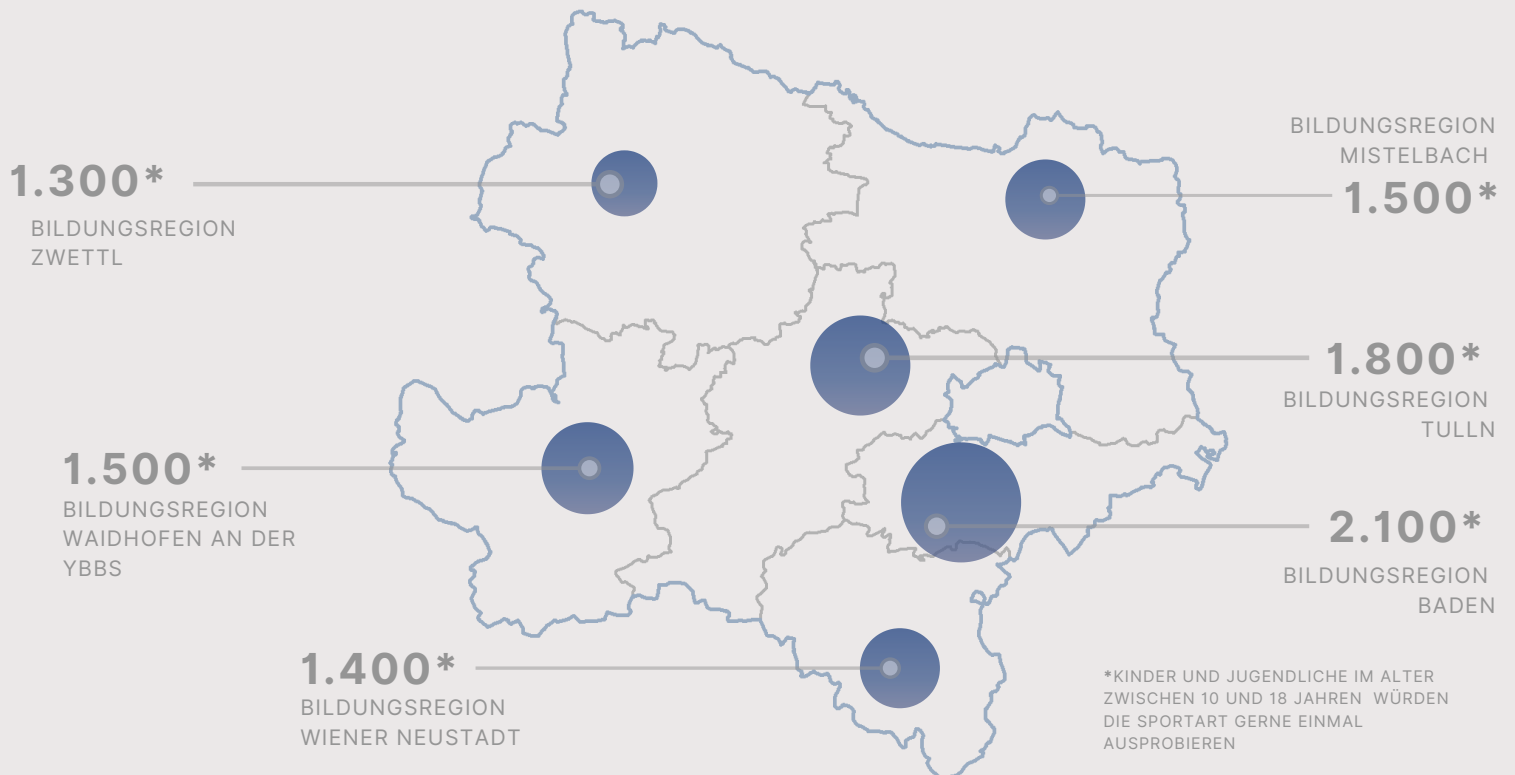 1.300*
BILDUNGSREGION
ZWETTL
BILDUNGSREGION
MISTELBACH
1.500*
1.800*
BILDUNGSREGION
TULLN
1.500*
BILDUNGSREGION
WAIDHOFEN AN DER
YBBS
2.100*
BILDUNGSREGION
BADEN
1.400*
BILDUNGSREGION
WIENER NEUSTADT
*KINDER UND JUGENDLICHE IM ALTER
ZWISCHEN 10 UND 18 JAHREN WÜRDEN
DIE SPORTART GERNE EINMAL
AUSPROBIEREN